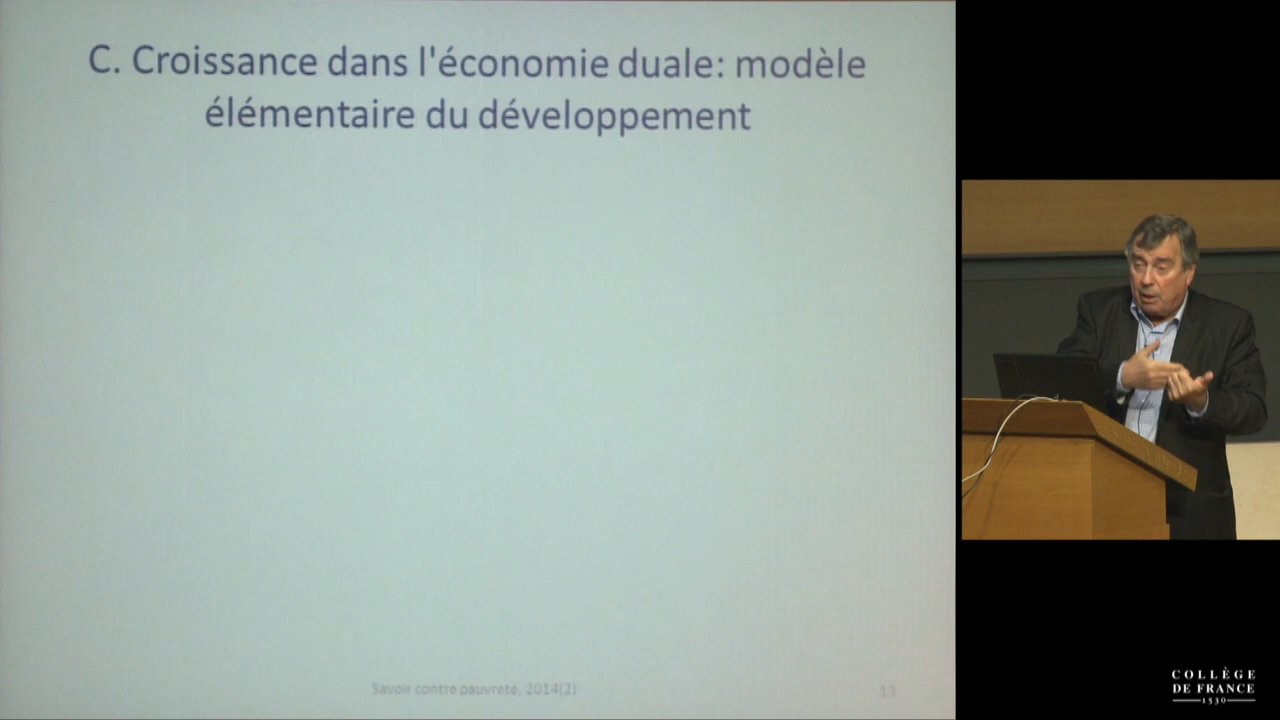 C. Croissance dans l'économie duale: modèle
élémentaire du développement
Savoir contre pauvreté, 2014(2)
13
COLLÈGE
DE FRANCE
1530